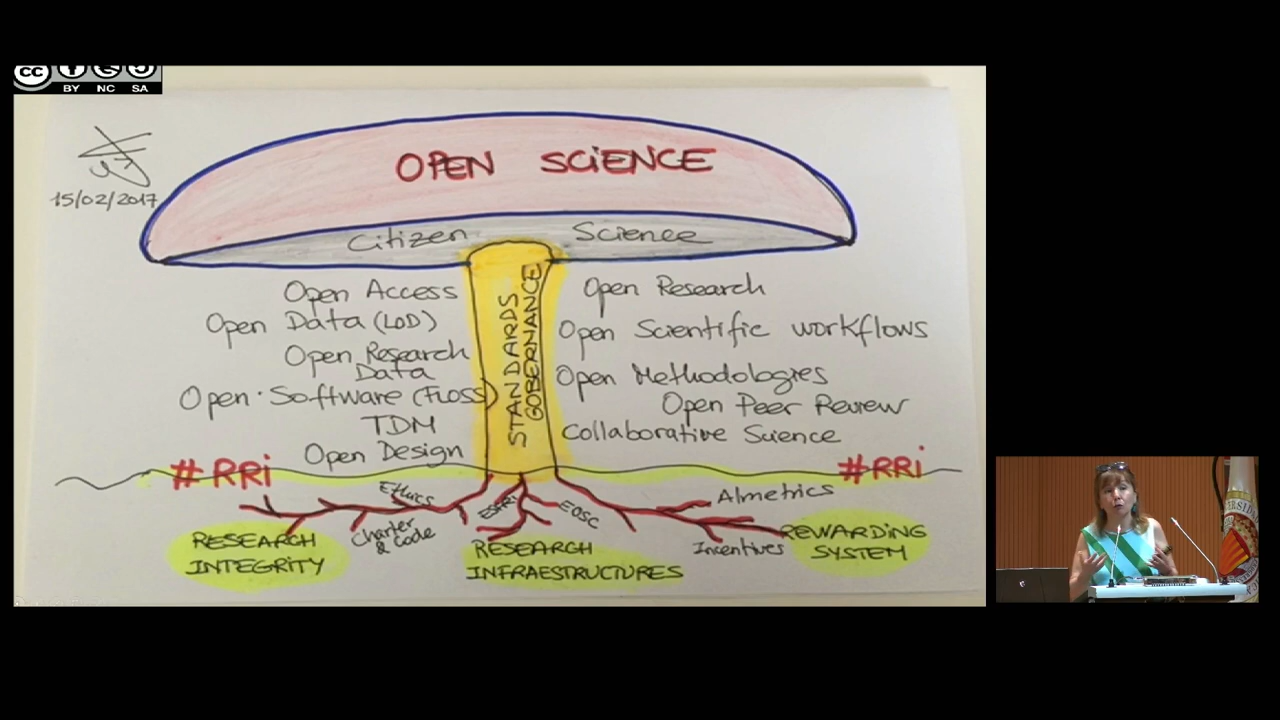 CC
BY NC SA
15/02/2017
OPEN SCiENCE
Citizen Science
STANDARDS
GOBERNANCE
Open Access
Open Data (LOD)
Open Research
Data
Open Software (FLOSS)
TDM
Open Design
Open Research
Open Scientific workflows
Open Methodologies
Open Peer Review
Collaborative Science
#RRi
#RRi
Ethics
Charter
& Code
RESEARCH
INTEGRITY
ESFRI
EOSC
RESEARCH
INFRAESTRUCTURES
Almetrics
Incentives
REWARDING
SYSTEM